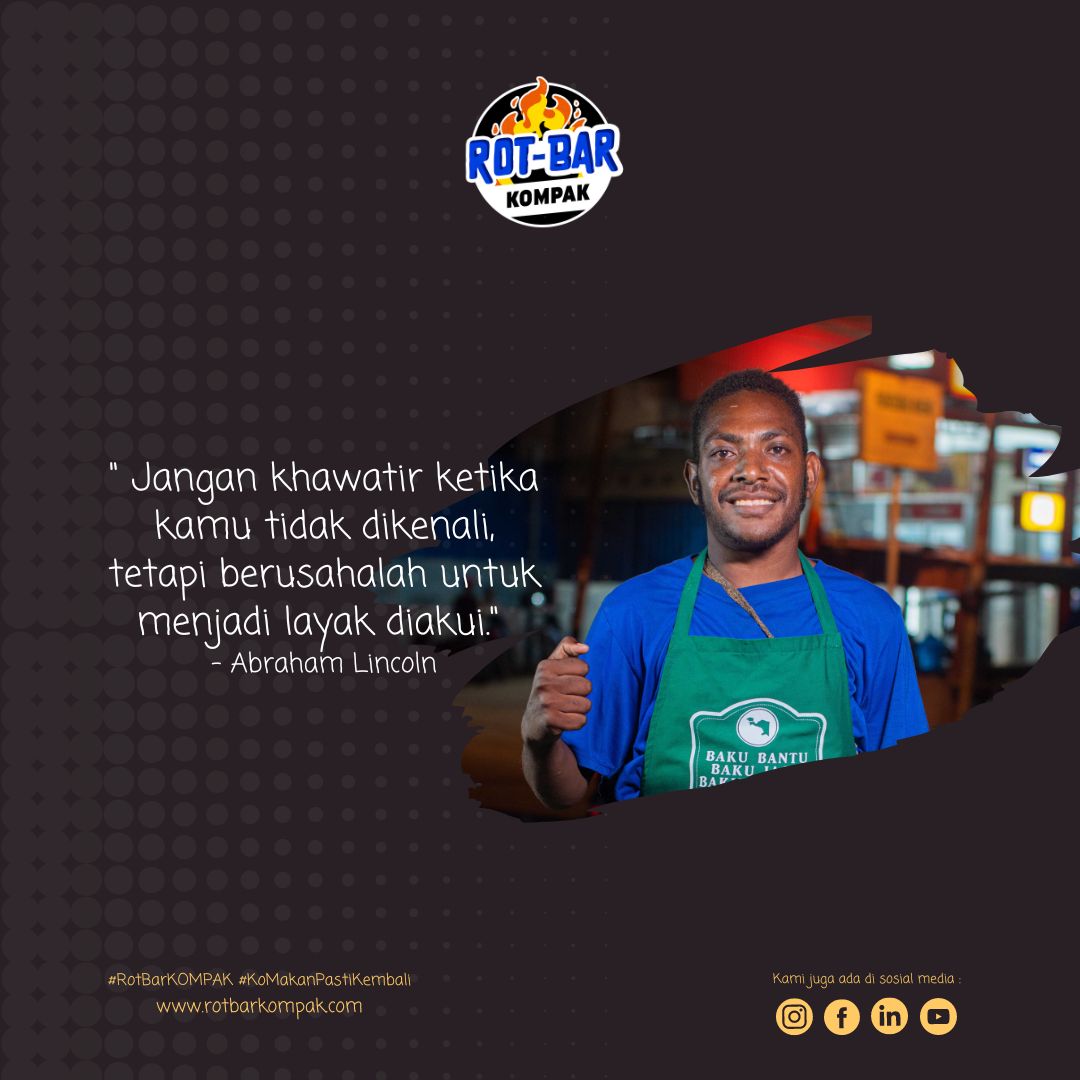 ROT-BAR
KOMPAK
" Jangan khawatir ketika
kamu tidak dikenali,
tetapi berusahalah untuk
menjadi layak diakui."
- Abraham Lincoln
BAKU BANTU
BAKU
#RotBarKOMPAK #KoMakanPastiKembali
www.rotbarkompak.com
Kami juga ada di sosial media :